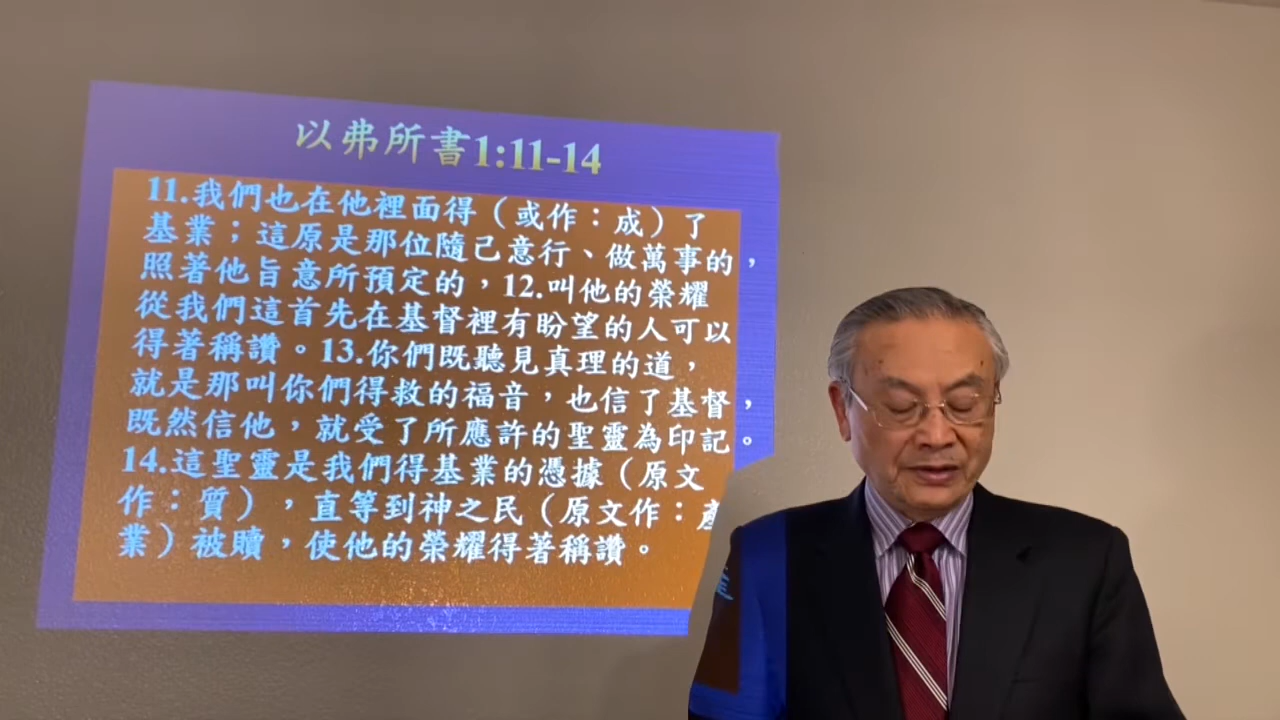 以弗所書1:11-14
11.我們也在他裡面得（或作：成）了
基業；這原是那位隨己意行、做萬事的，
照著他旨意所預定的，12.叫他的榮耀
從我們這首先在基督裡有盼望的人可以
得著稱讚。13.你們既聽見真理的道，
就是那叫你們得救的福音，也信了基督，
既然信他，就受了所應許的聖靈為印記。
14.這聖靈是我們得基業的憑據（原文
作：質），直等到神之民（原文作：產
業）被贖，使他的榮耀得著稱讚。